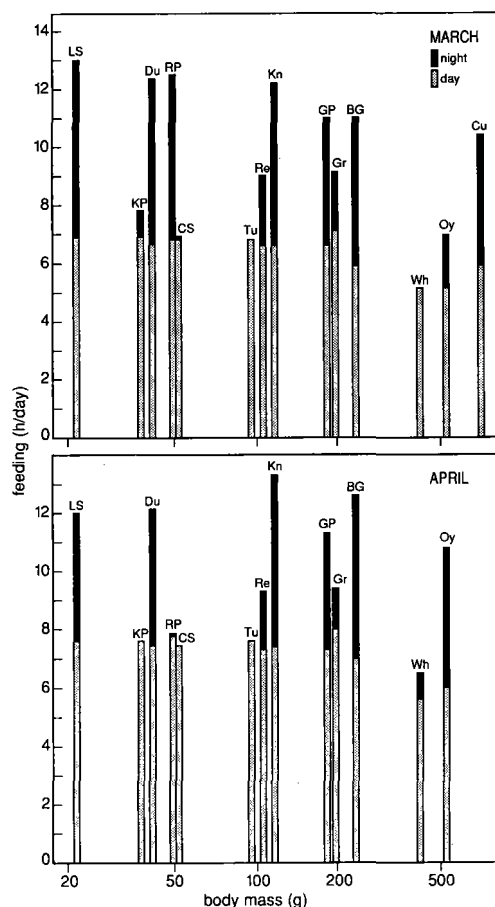 MARCH
night
day
14
12
10
8
6
4
2
0
LS
KP
Du
RP
CS
Tu
Re
Kn
GP
Gr
BG
Wh
Oy
Cu
feeding (h/day)
APRIL
12
10
8
6
4
2
0
LS
KP
Du
RP
CS
Tu
Re
Kn
GP
Gr
BG
Wh
Oy
20 50 100 200 500
body mass (g)